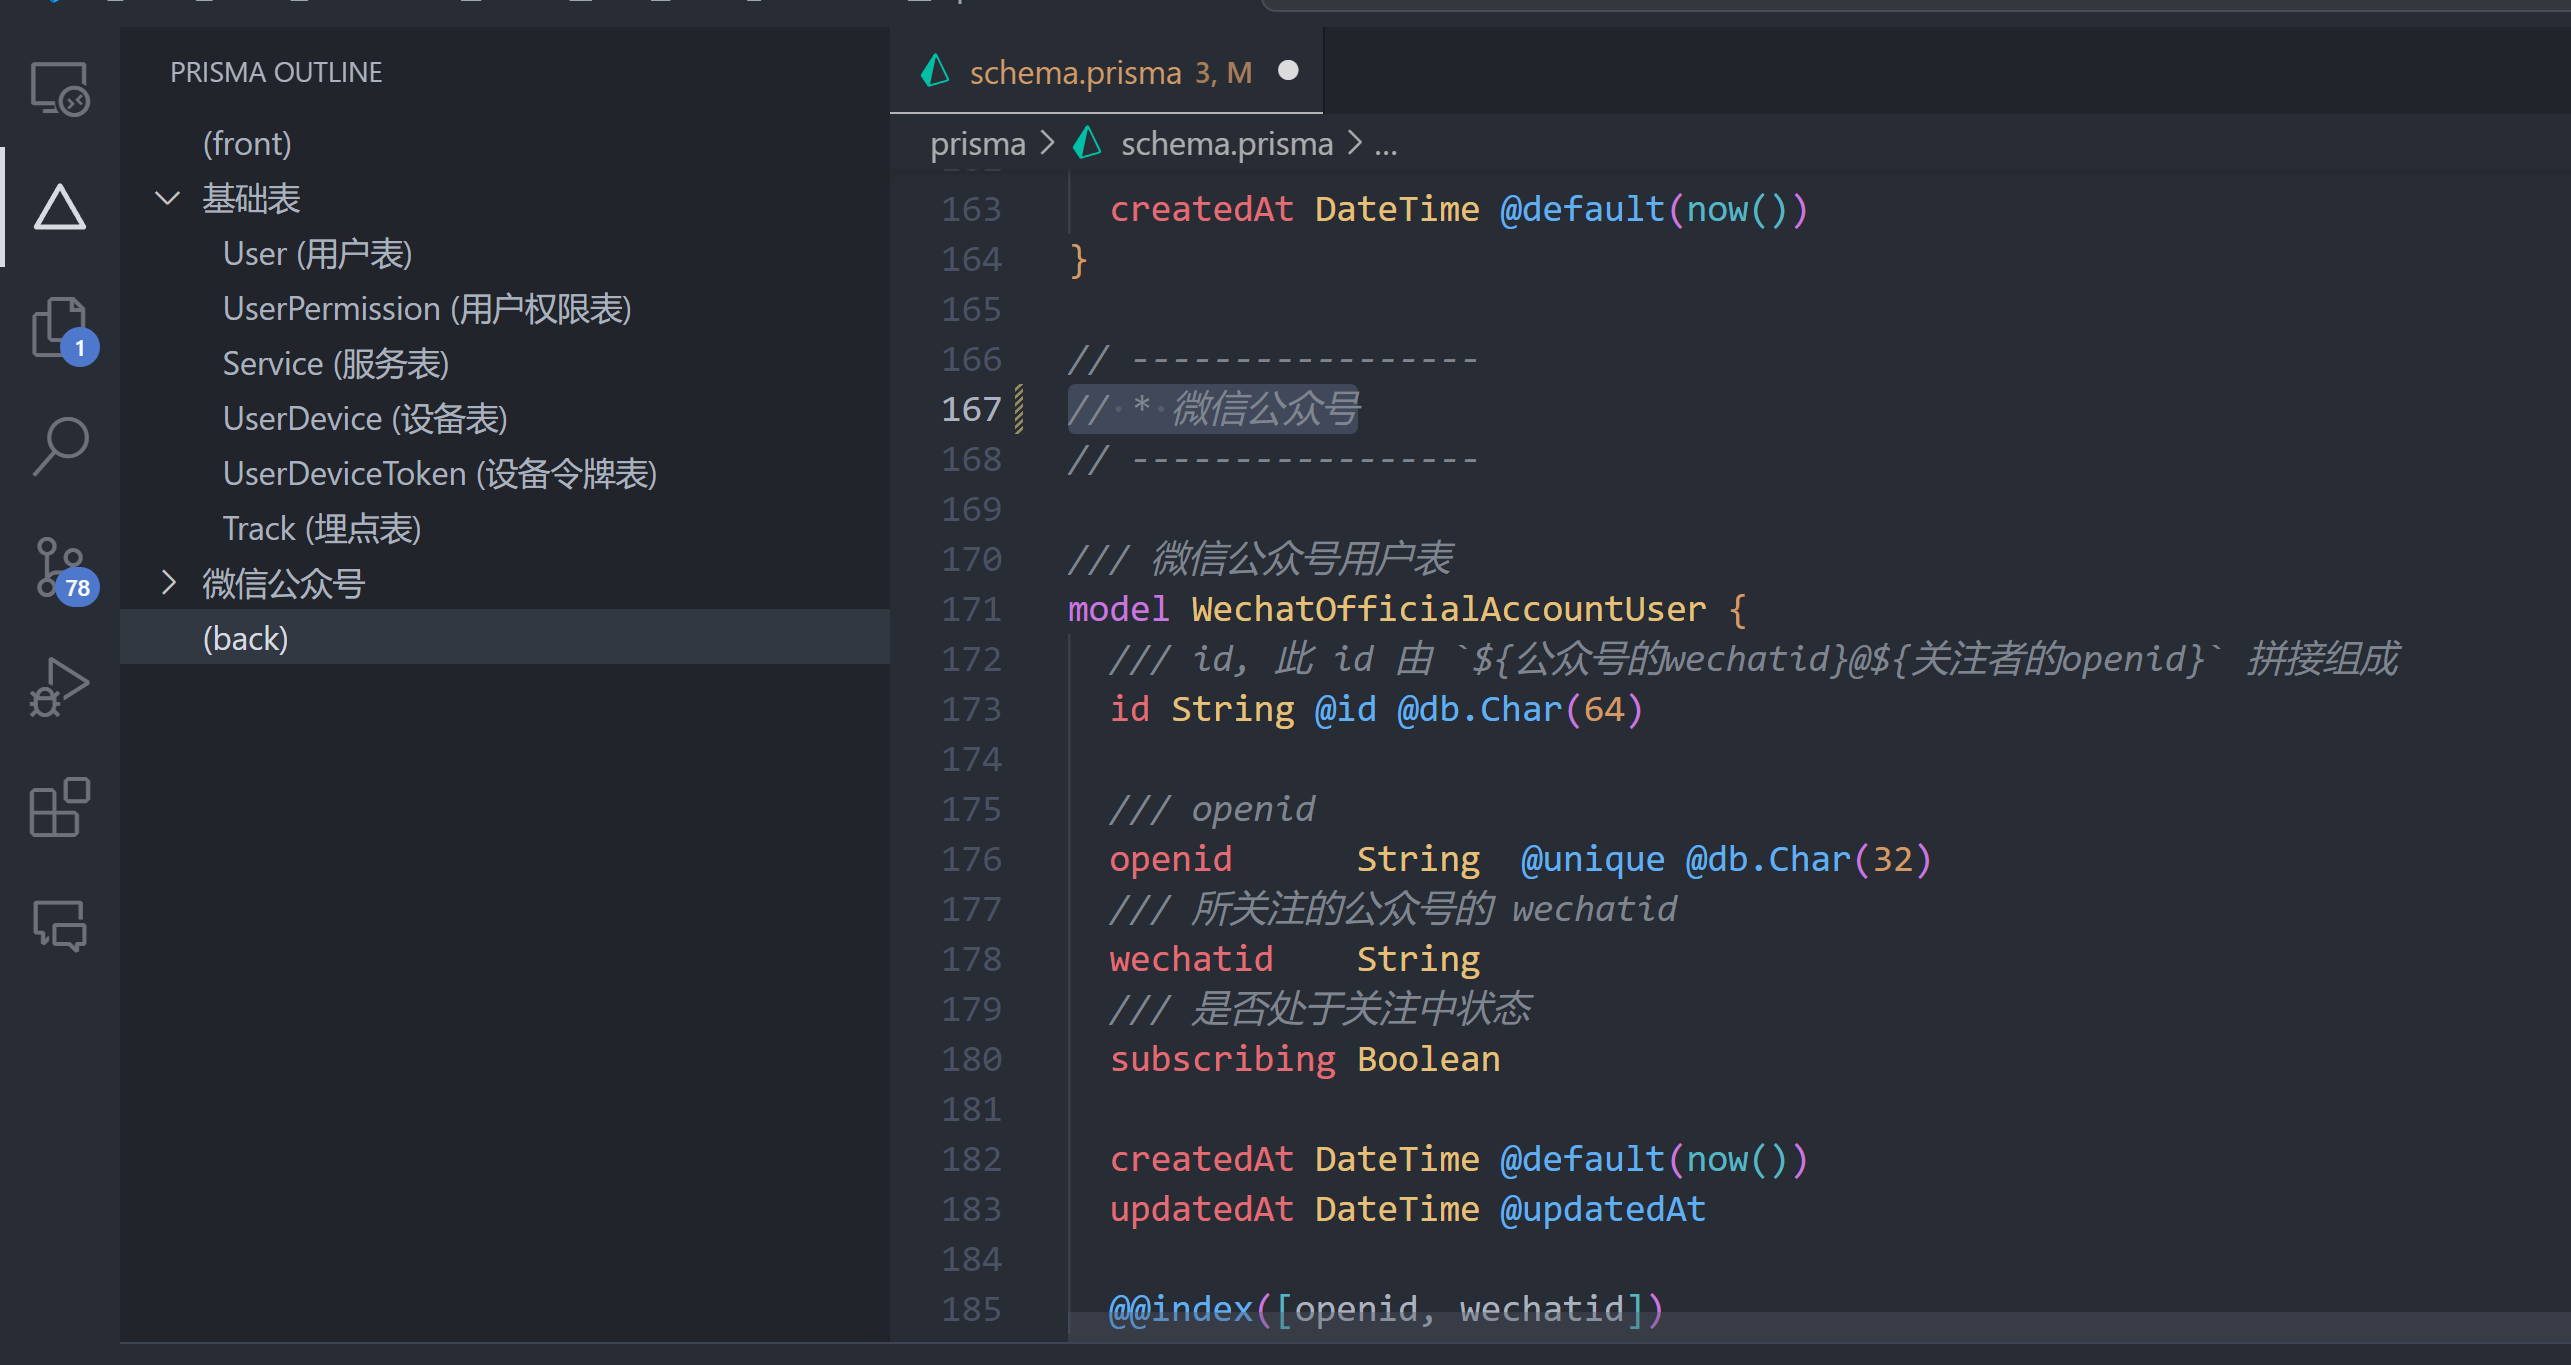 PRISMA OUTLINE
(front)
基础表
User (用户表)
UserPermission (用户权限表)
Service (服务表)
UserDevice (设备表)
UserDeviceToken (设备令牌表)
Track (埋点表)
微信公众号
(back)
1
78
schema.prisma 3, M
prisma > schema.prisma > ...
163 createdAt DateTime @default(now())
164 }
165
166 // -----------------
167 // * 微信公众号
168 // -----------------
169
170 /// 微信公众号用户表
171 model WechatOfficialAccountUser {
172 /// id, 此 id 由 `${公众号的wechatid}@${关注者的openid}` 拼接组成
173 id String @id @db.Char(64)
174
175 /// openid
176 openid String @unique @db.Char(32)
177 /// 所关注的公众号的 wechatid
178 wechatid String
179 /// 是否处于关注中状态
180 subscribing Boolean
181
182 createdAt DateTime @default(now())
183 updatedAt DateTime @updatedAt
184
185 @@index([openid, wechatid])